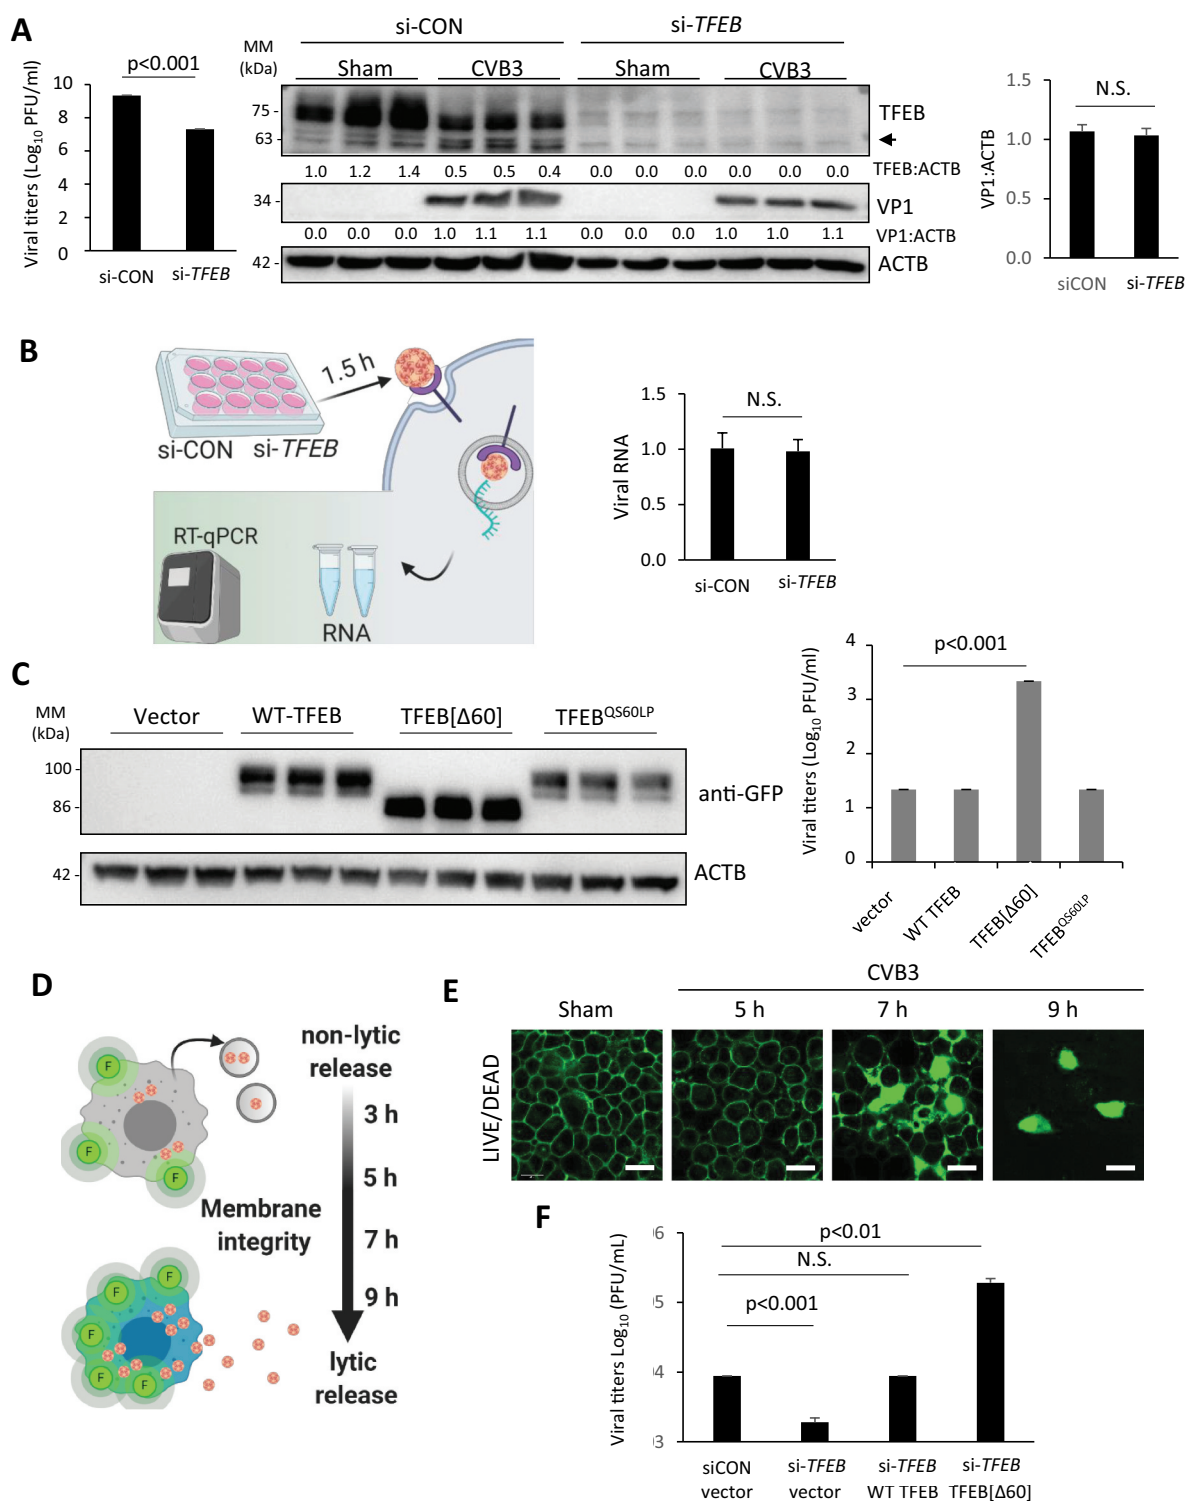 A
p<0.001
Viral titers (Log10 PFU/ml)
10
8
6
4
2
0
si-CON
si-TFEB
si-CON
si-TFEB
MM
(kDa)
Sham
CVB3
Sham
CVB3
75 -
63 -
TFEB
1.0 1.2 1.4 0.5 0.5 0.4 0.0 0.0 0.0 0.0 0.0 0.0 TFEB:ACTB
34 -
VP1
0.0 0.0 0.0 1.0 1.1 1.1 0.0 0.0 0.0 1.0 1.0 1.1 VP1:ACTB
42 -
ACTB
VP1:ACTB
1.5
1.0
0.5
0.0
N.S.
siCON
si-TFEB
B
1.5 h
si-CON si-TFEB
RT-qPCR
RNA
Viral RNA
1.5
1.0
0.5
0.0
N.S.
si-CON
si-TFEB
C
MM
(kDa)
Vector
WT-TFEB
TFEB[Δ60]
TFEBQS60LP
100 -
86 -
anti-GFP
42 -
ACTB
Viral titers (Log10 PFU/ml)
4
3
2
1
0
p<0.001
vector
WT TFEB
TFEB[Δ60]
TFEBQS60LP
D
F
F
F
non-lytic
release
3 h
5 h
7 h
9 h
Membrane
integrity
F
F
F
F
F
lytic
release
E
CVB3
Sham
5 h
7 h
9 h
LIVE/DEAD
F
Viral titers Log10 (PFU/mL)
06
05
04
03
p<0.01
N.S.
p<0.001
siCON
vector
si-TFEB
vector
si-TFEB
WT TFEB
si-TFEB
TFEB[Δ60]